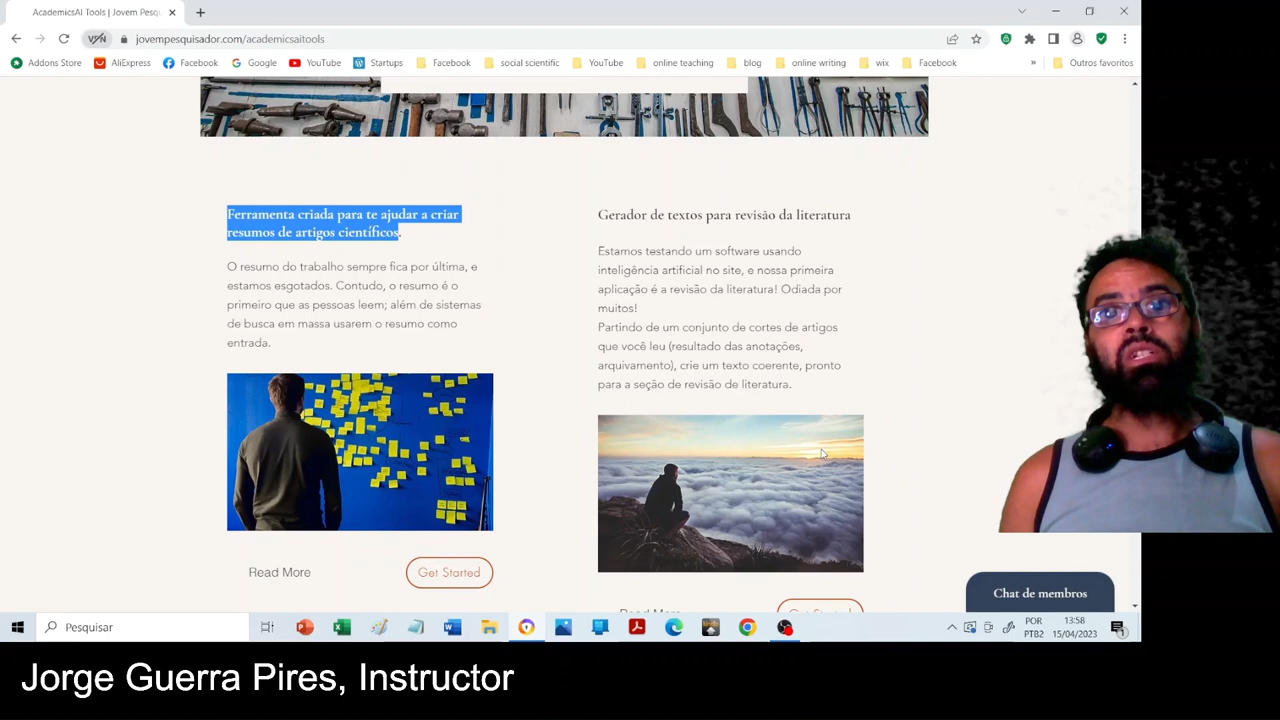 AcademicsAI Tools | Jovem Pesqu
jovempesquisador.com/academicsaitools
VPN
Addons Store
AliExpress
Facebook
Google
YouTube
Startups
Facebook
social scientific
YouTube
online teaching
blog
online writing
wix
Facebook
»
Outros favoritos
Ferramenta criada para te ajudar a criar
resumos de artigos científicos.
O resumo do trabalho sempre fica por última, e
estamos esgotados. Contudo, o resumo é o
primeiro que as pessoas leem; além de sistemas
de busca em massa usarem o resumo como
entrada.
Read More
Get Started
Gerador de textos para revisão da literatura
Estamos testando um software usando
inteligência artificial no site, e nossa primeira
aplicação é a revisão da literatura! Odiada por
muitos!
Partindo de um conjunto de cortes de artigos
que você leu (resultado das anotações,
arquivamento), crie um texto coerente, pronto
para a seção de revisão de literatura.
Read More
Get Started
Chat de membros
Pesquisar
POR
PTB2
13:58
15/04/2023
1
Jorge Guerra Pires, Instructor